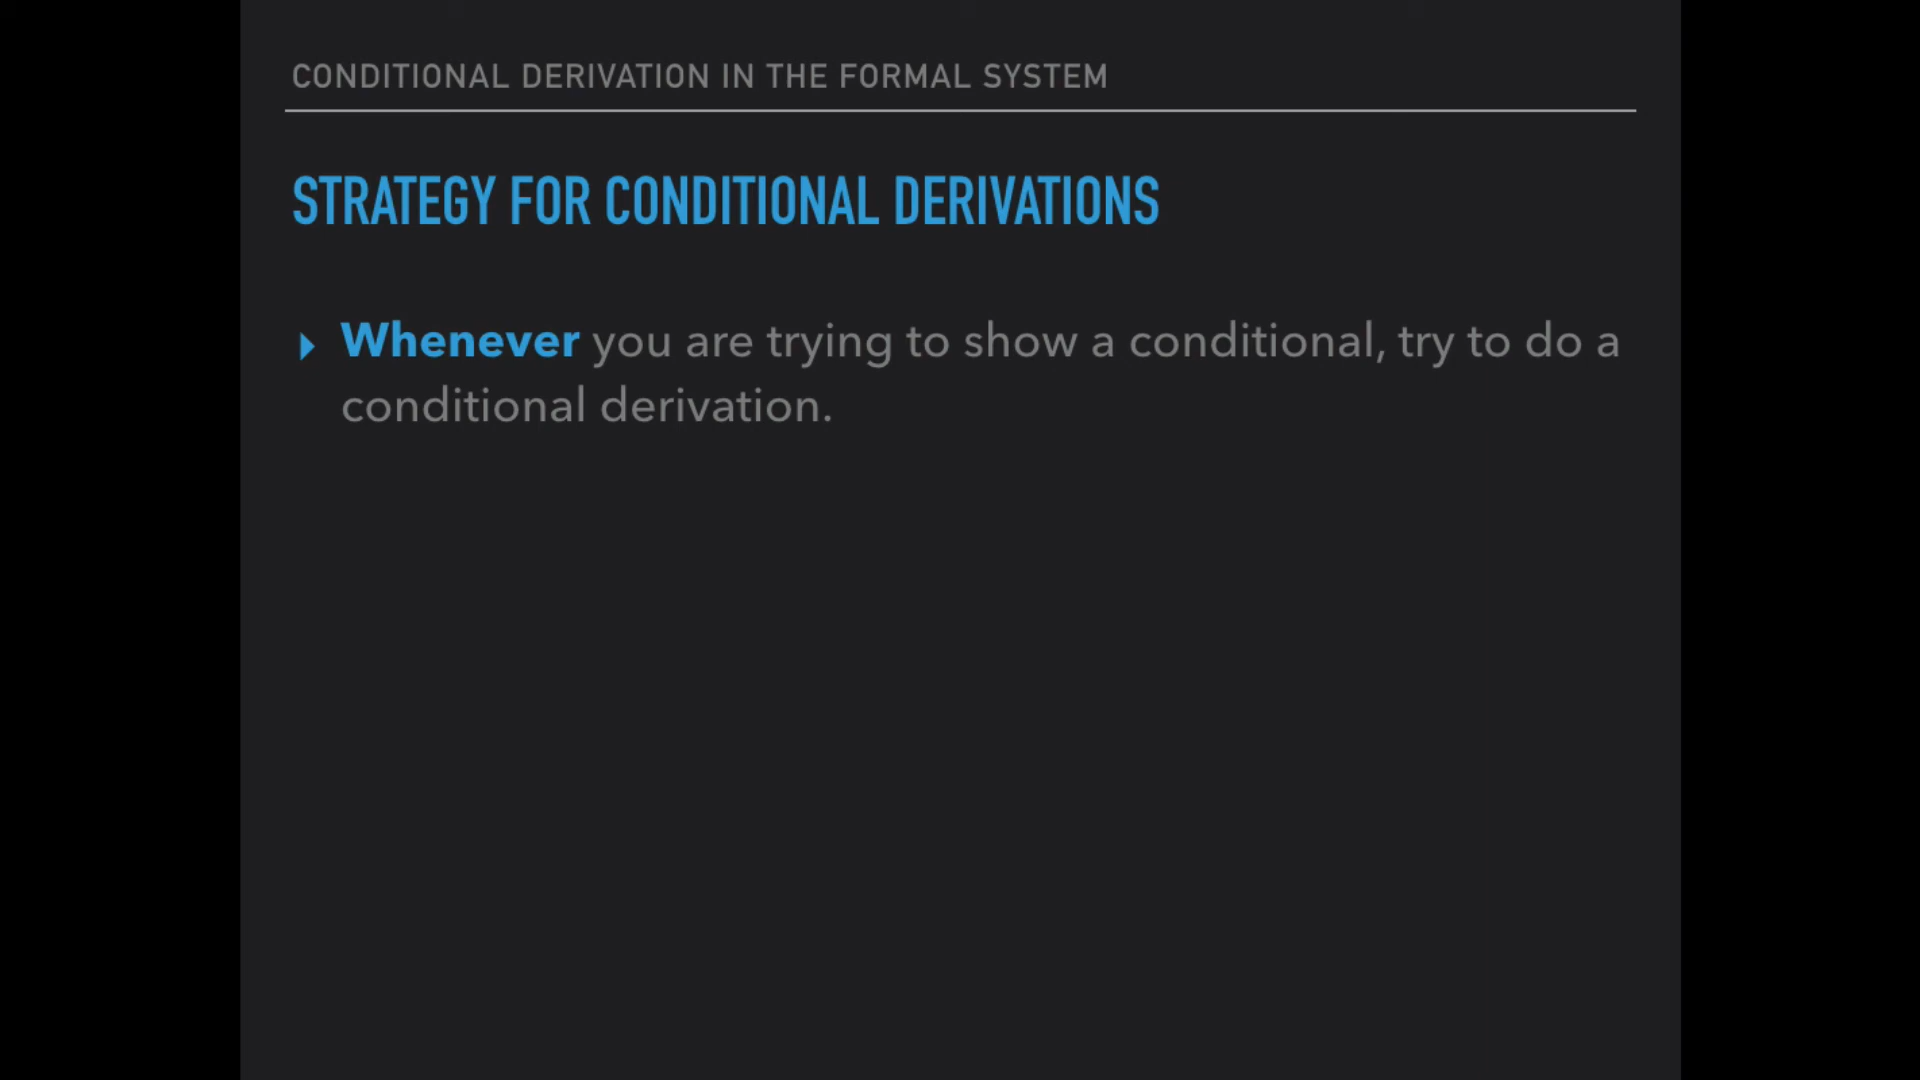 CONDITIONAL DERIVATION IN THE FORMAL SYSTEM
STRATEGY FOR CONDITIONAL DERIVATIONS
Whenever you are trying to show a conditional, try to do a
conditional derivation.